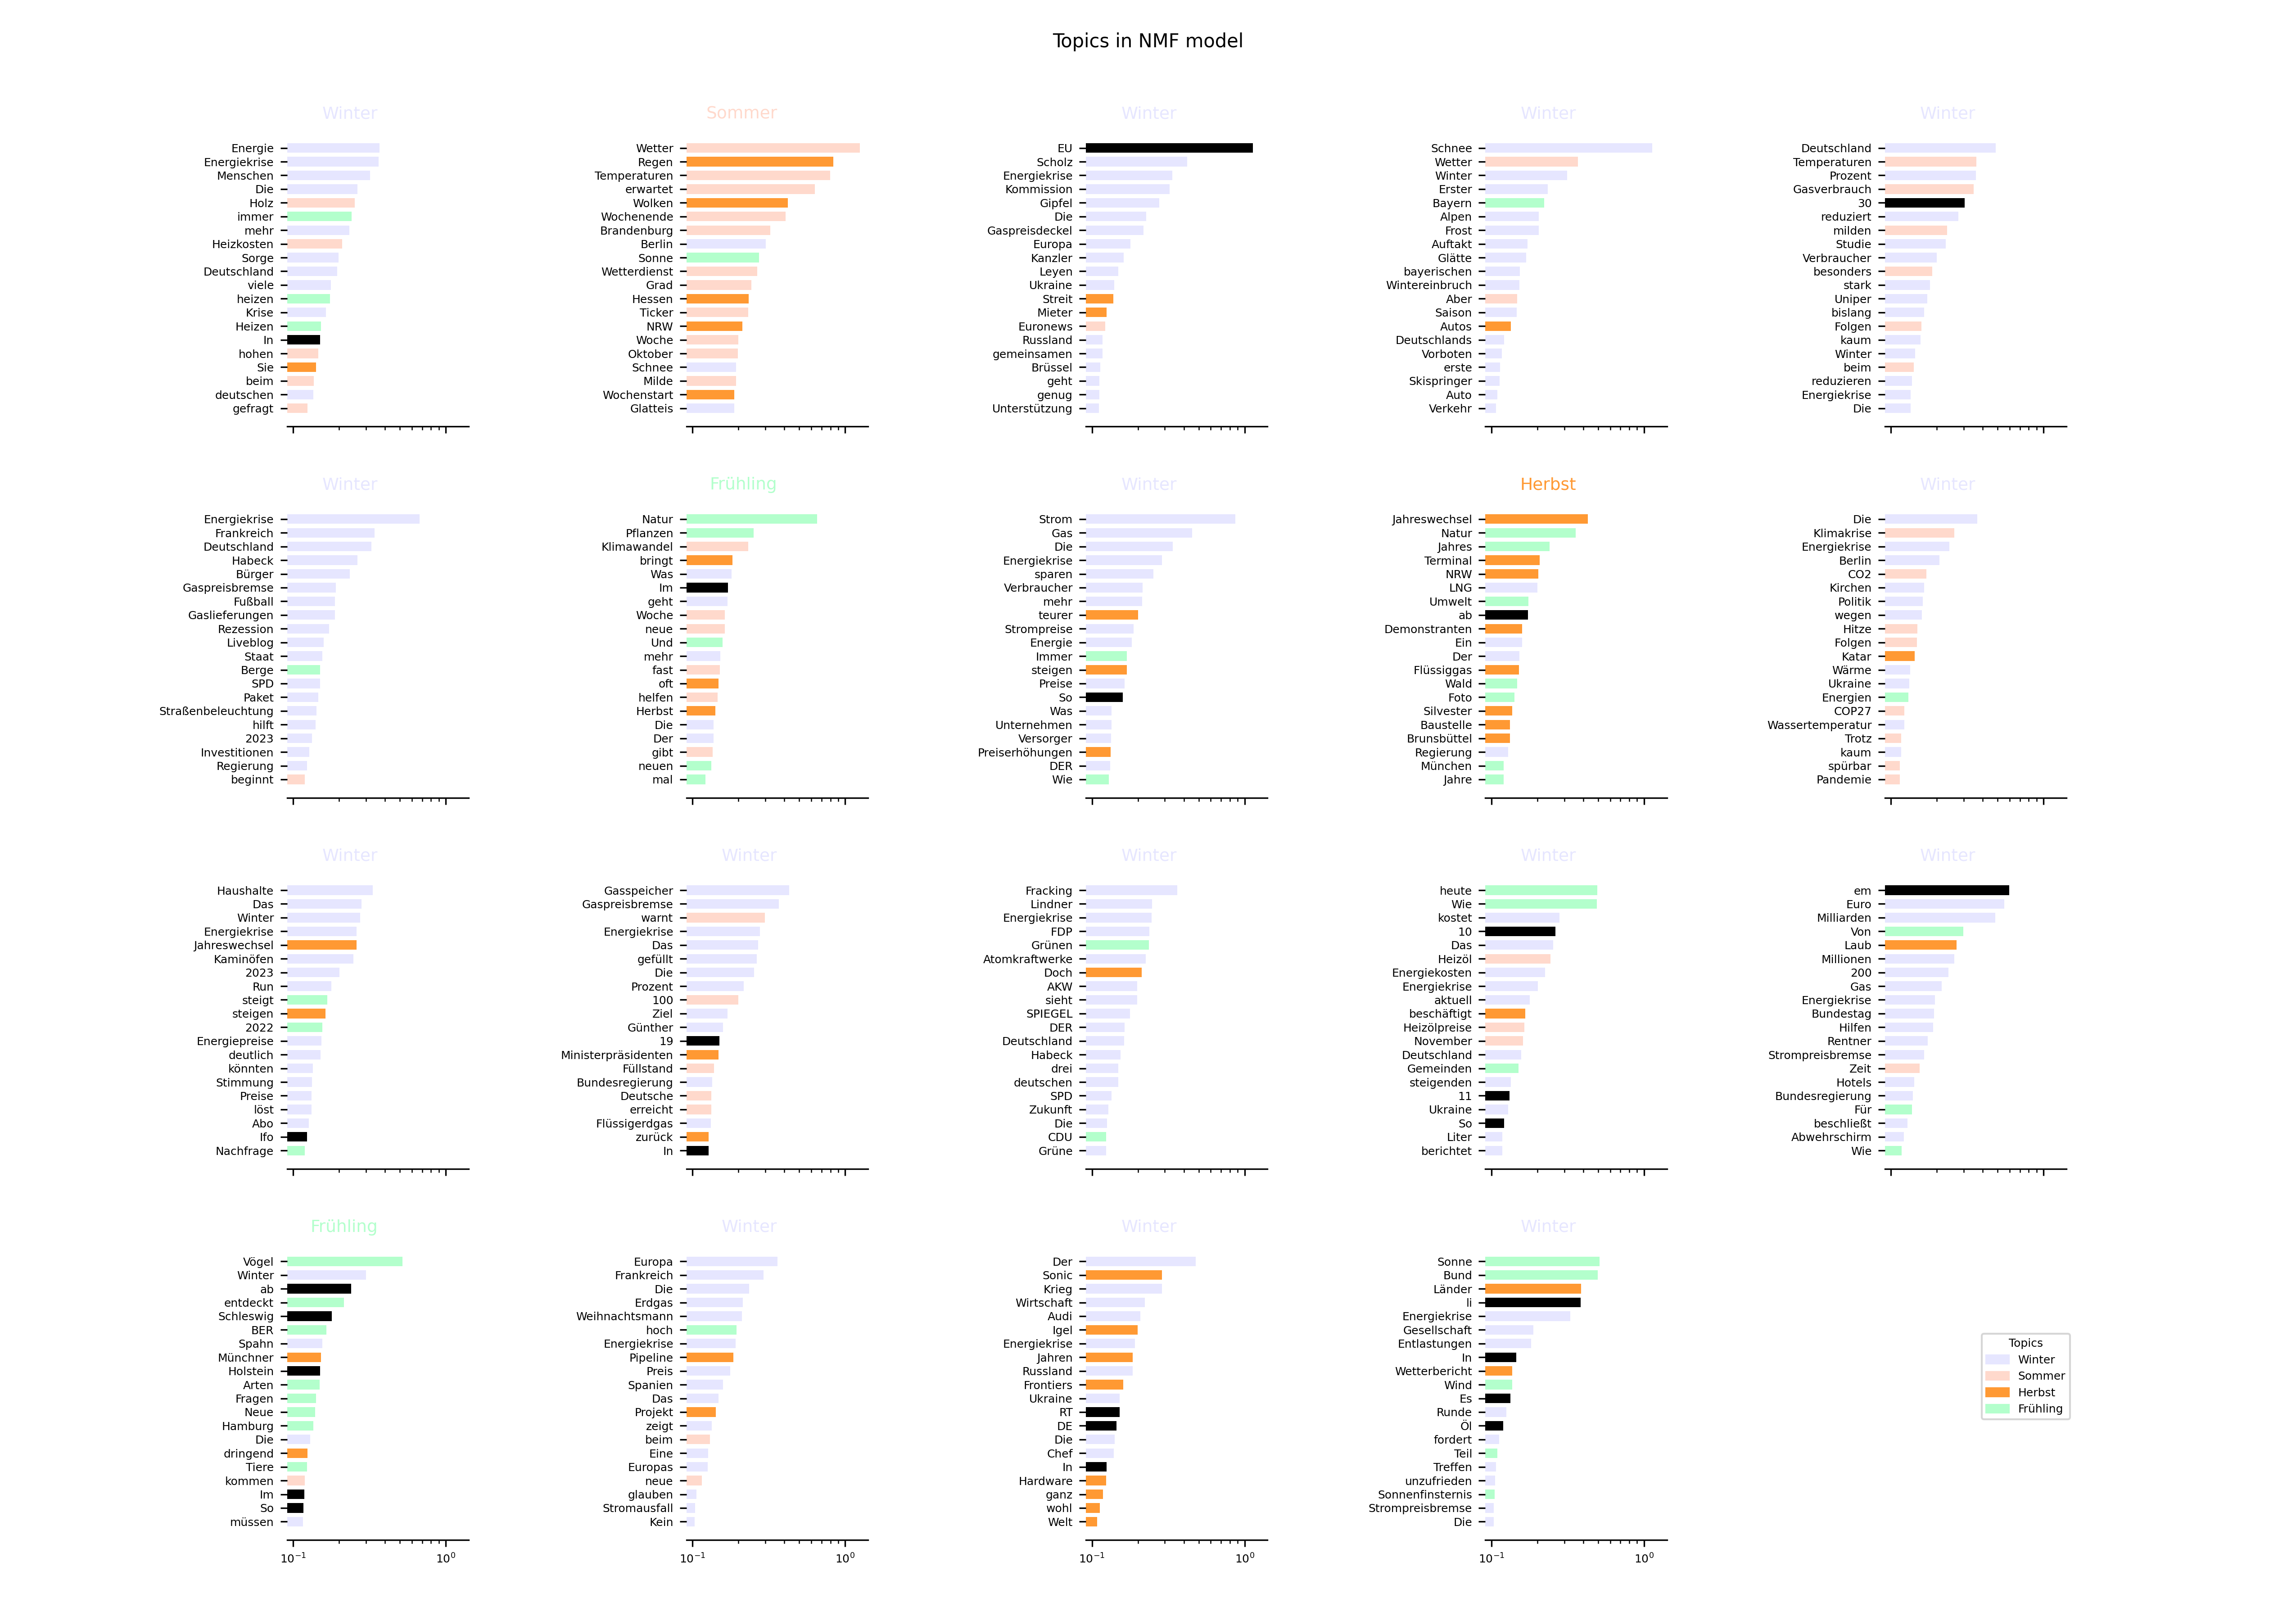 Topics in NMF model
Winter
Energie
Energiekrise
Menschen
Die
Holz
immer
mehr
Heizkosten
Sorge
Deutschland
viele
heizen
Krise
Heizen
In
hohen
Sie
beim
deutschen
gefragt
Sommer
Wetter
Regen
Temperaturen
erwartet
Wolken
Wochenende
Brandenburg
Berlin
Sonne
Wetterdienst
Grad
Hessen
Ticker
NRW
Woche
Oktober
Schnee
Milde
Wochenstart
Glatteis
Winter
EU
Scholz
Energiekrise
Kommission
Gipfel
Die
Gaspreisdeckel
Europa
Kanzler
Leyen
Ukraine
Streit
Mieter
Euronews
Russland
gemeinsamen
Brüssel
geht
genug
Unterstützung
Winter
Schnee
Wetter
Winter
Erster
Bayern
Alpen
Frost
Auftakt
Glätte
bayerischen
Wintereinbruch
Aber
Saison
Autos
Deutschlands
Vorboten
erste
Skispringer
Auto
Verkehr
Winter
Deutschland
Temperaturen
Prozent
Gasverbrauch
30
reduziert
milden
Studie
Verbraucher
besonders
stark
Uniper
bislang
Folgen
kaum
Winter
beim
reduzieren
Energiekrise
Die
Winter
Energiekrise
Frankreich
Deutschland
Habeck
Bürger
Gaspreisbremse
Fußball
Gaslieferungen
Rezession
Liveblog
Staat
Berge
SPD
Paket
Straßenbeleuchtung
hilft
2023
Investitionen
Regierung
beginnt
Frühling
Natur
Pflanzen
Klimawandel
bringt
Was
Im
geht
Woche
neue
Und
mehr
fast
oft
helfen
Herbst
Die
Der
gibt
neuen
mal
Winter
Strom
Gas
Die
Energiekrise
sparen
Verbraucher
mehr
teurer
Strompreise
Energie
Immer
steigen
Preise
So
Was
Unternehmen
Versorger
Preiserhöhungen
DER
Wie
Herbst
Jahreswechsel
Natur
Jahres
Terminal
NRW
LNG
Umwelt
ab
Demonstranten
Ein
Der
Flüssiggas
Wald
Foto
Silvester
Baustelle
Brunsbüttel
Regierung
München
Jahre
Winter
Die
Klimakrise
Energiekrise
Berlin
CO2
Kirchen
Politik
wegen
Hitze
Folgen
Katar
Wärme
Ukraine
Energien
COP27
Wassertemperatur
Trotz
kaum
spürbar
Pandemie
Winter
Haushalte
Das
Winter
Energiekrise
Jahreswechsel
Kaminöfen
2023
Run
steigt
steigen
2022
Energiepreise
deutlich
könnten
Stimmung
Preise
löst
Abo
Ifo
Nachfrage
Winter
Gasspeicher
Gaspreisbremse
warnt
Energiekrise
Das
gefüllt
Die
Prozent
100
Ziel
Günther
19
Ministerpräsidenten
Füllstand
Bundesregierung
Deutsche
erreicht
Flüssigerdgas
zurück
In
Winter
Fracking
Lindner
Energiekrise
FDP
Grünen
Atomkraftwerke
Doch
AKW
sieht
SPIEGEL
DER
Deutschland
Habeck
drei
deutschen
SPD
Zukunft
Die
CDU
Grüne
Winter
heute
Wie
kostet
10
Das
Heizöl
Energiekosten
Energiekrise
aktuell
beschäftigt
Heizölpreise
November
Deutschland
Gemeinden
steigenden
11
Ukraine
So
Liter
berichtet
Winter
em
Euro
Milliarden
Von
Laub
Millionen
200
Gas
Energiekrise
Bundestag
Hilfen
Rentner
Strompreisbremse
Zeit
Hotels
Bundesregierung
Für
beschließt
Abwehrschirm
Wie
Frühling
Vögel
Winter
ab
entdeckt
Schleswig
BER
Spahn
Münchner
Holstein
Arten
Fragen
Neue
Hamburg
Die
dringend
Tiere
kommen
Im
So
müssen
10⁻¹ 10⁰
Winter
Europa
Frankreich
Die
Erdgas
Weihnachtsmann
hoch
Energiekrise
Pipeline
Preis
Spanien
Das
Projekt
zeigt
beim
Eine
Europas
neue
glauben
Stromausfall
Kein
10⁻¹ 10⁰
Winter
Der
Sonic
Krieg
Wirtschaft
Audi
Igel
Energiekrise
Jahren
Russland
Frontiers
Ukraine
RT
DE
Die
Chef
In
Hardware
ganz
wohl
Welt
10⁻¹ 10⁰
Winter
Sonne
Bund
Länder
li
Energiekrise
Gesellschaft
Entlastungen
In
Wetterbericht
Wind
Es
Runde
Öl
fordert
Teil
Treffen
unzufrieden
Sonnenfinsternis
Strompreisbremse
Die
10⁻¹ 10⁰
Topics
Winter
Sommer
Herbst
Frühling